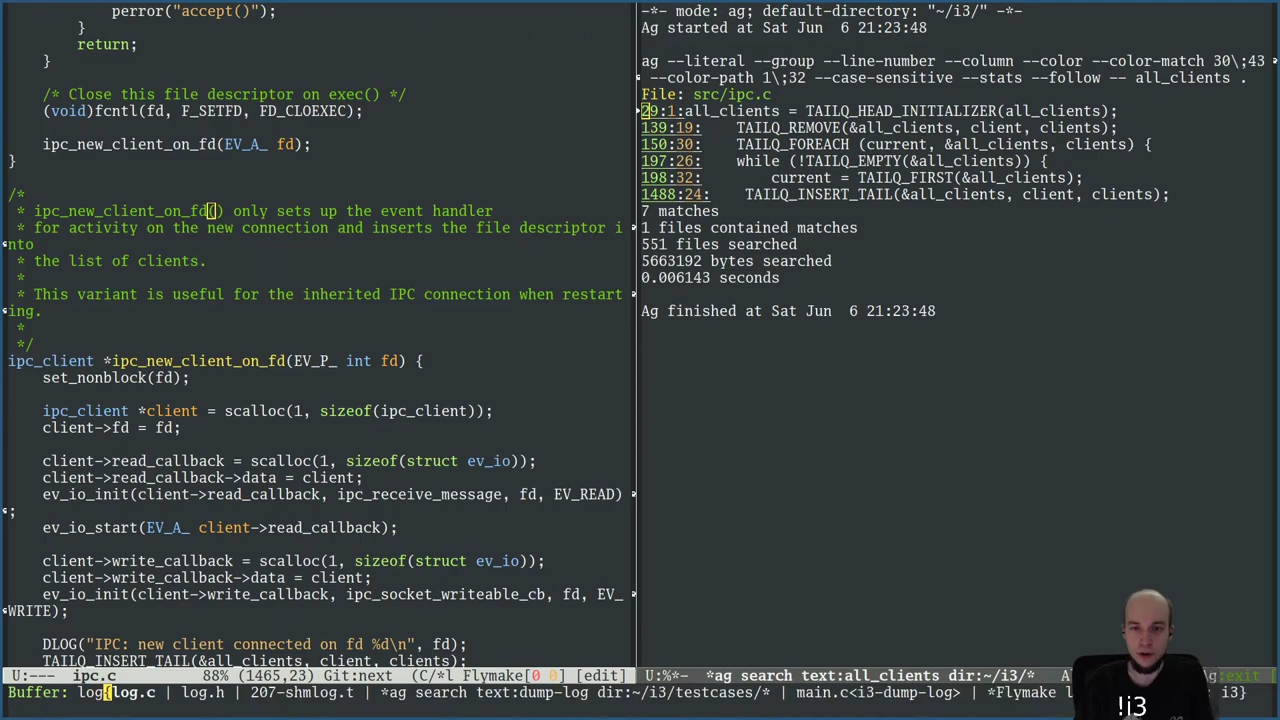 perror("accept()");
        }
        return;
    }

    /* Close this file descriptor on exec() */
    (void)fcntl(fd, F_SETFD, FD_CLOEXEC);

    ipc_new_client_on_fd(EV_A_ fd);
}

/*
 * ipc_new_client_on_fd() only sets up the event handler
 * for activity on the new connection and inserts the file descriptor i
nto
 * the list of clients.
 *
 * This variant is useful for the inherited IPC connection when restart
ing.
 *
 */
ipc_client *ipc_new_client_on_fd(EV_P_ int fd) {
    set_nonblock(fd);

    ipc_client *client = scalloc(1, sizeof(ipc_client));
    client->fd = fd;

    client->read_callback = scalloc(1, sizeof(struct ev_io));
    client->read_callback->data = client;
    ev_io_init(client->read_callback, ipc_receive_message, fd, EV_READ)
;
    ev_io_start(EV_A_ client->read_callback);

    client->write_callback = scalloc(1, sizeof(struct ev_io));
    client->write_callback->data = client;
    ev_io_init(client->write_callback, ipc_socket_writeable_cb, fd, EV_
WRITE);

    DLOG("IPC: new client connected on fd %d\n", fd);
    TAILQ_INSERT_TAIL(&all_clients, client, clients);
U:---  ipc.c          88% (1465,23)  Git:next  (C/*l Flymake[0 0] [edit]
-*- mode: ag; default-directory: "~/i3/" -*-
Ag started at Sat Jun  6 21:23:48

ag --literal --group --line-number --column --color --color-match 30\;43
 --color-path 1\;32 --case-sensitive --stats --follow -- all_clients .
File: src/ipc.c
29:1:all_clients = TAILQ_HEAD_INITIALIZER(all_clients);
139:19:    TAILQ_REMOVE(&all_clients, client, clients);
150:30:    TAILQ_FOREACH (current, &all_clients, clients) {
197:26:    while (!TAILQ_EMPTY(&all_clients)) {
198:32:        current = TAILQ_FIRST(&all_clients);
1488:24:    TAILQ_INSERT_TAIL(&all_clients, client, clients);
7 matches
1 files contained matches
551 files searched
5663192 bytes searched
0.006143 seconds

Ag finished at Sat Jun  6 21:23:48
U:%*-  *ag search text:all_clients dir:~/i3/* :exit
Buffer: log{log.c | log.h | 207-shmlog.t | *ag search text:dump-log dir:~/i3/testcases/* | main.c<i3-dump-log> | *Flymake i3}
!i3